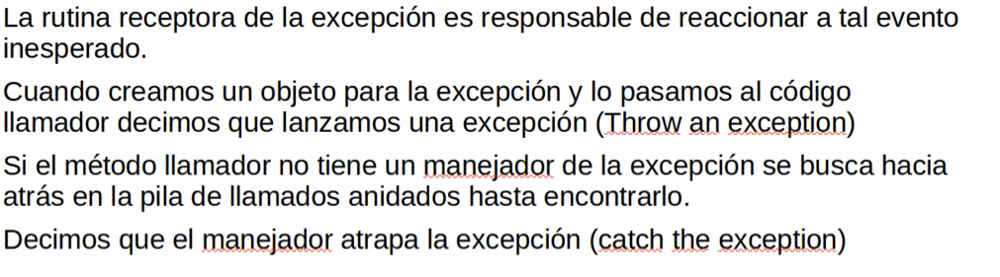 La rutina receptora de la excepción es responsable de reaccionar a tal evento
inesperado.
Cuando creamos un objeto para la excepción y lo pasamos al código
llamador decimos que lanzamos una excepción (Throw an exception)
Si el método llamador no tiene un manejador de la excepción se busca hacia
atrás en la pila de llamados anidados hasta encontrarlo.
Decimos que el manejador atrapa la excepción (catch the exception)